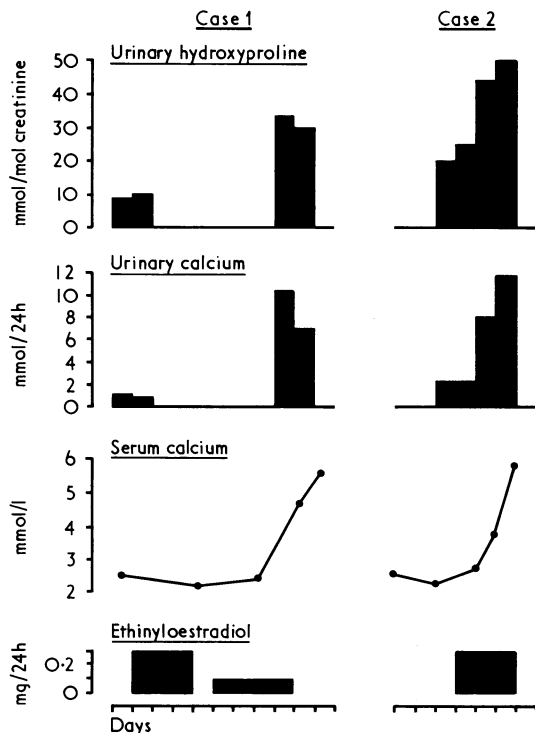 Case 1
Case 2
Urinary hydroxyproline
mmol/mol creatinine
50
40
30
20
10
0
Urinary calcium
mmol/24h
12
10
8
6
4
2
0
Serum calcium
mmol/l
6
5
4
3
2
Ethinyloestradiol
mg/24h
0·2
0
Days